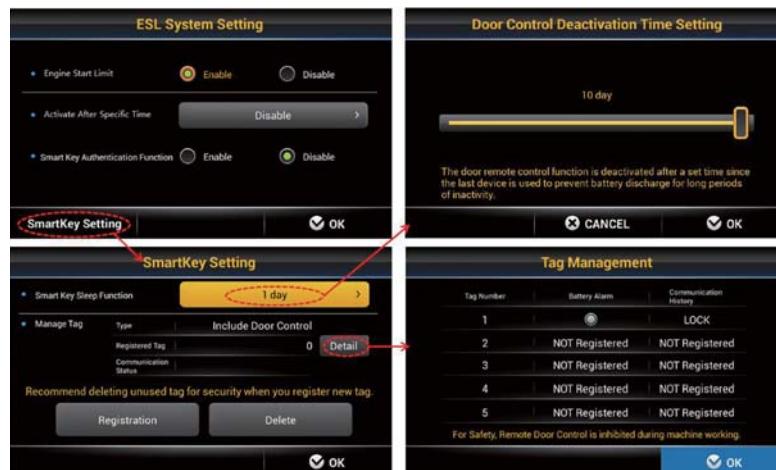 ESL System Setting
Engine Start Limit
Enable
Disable
Activate After Specific Time
Disable
Smart Key Authentication Function
Enable
Disable
SmartKey Setting
OK
Door Control Deactivation Time Setting
10 day
The door remote control function is deactivated after a set time since
the last device is used to prevent battery discharge for long periods
of inactivity.
CANCEL
OK
SmartKey Setting
Smart Key Sleep Function
1 day
Manage Tag
Type
Include Door Control
Registered Tag
0
Detail
Communication
Status
Recommend deleting unused tag for security when you register new tag.
Registration
Delete
OK
Tag Management
Tag Number
Battery Alarm
Communication
History
1
LOCK
2
NOT Registered
NOT Registered
3
NOT Registered
NOT Registered
4
NOT Registered
NOT Registered
5
NOT Registered
NOT Registered
For Safety, Remote Door Control is inhibited during machine working.
OK